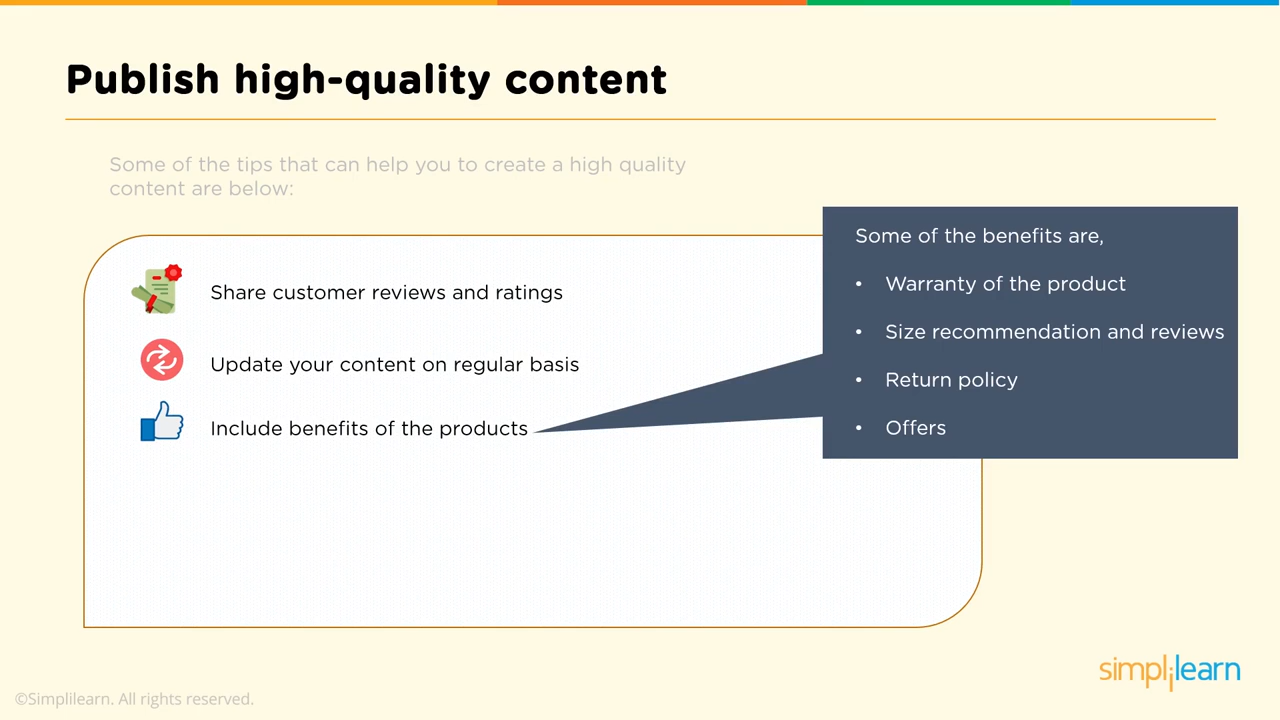 Publish high-quality content
Some of the tips that can help you to create a high quality
content are below:
Share customer reviews and ratings
Update your content on regular basis
Include benefits of the products
Some of the benefits are,
• Warranty of the product
• Size recommendation and reviews
• Return policy
• Offers
simplilearn
©Simplilearn. All rights reserved.